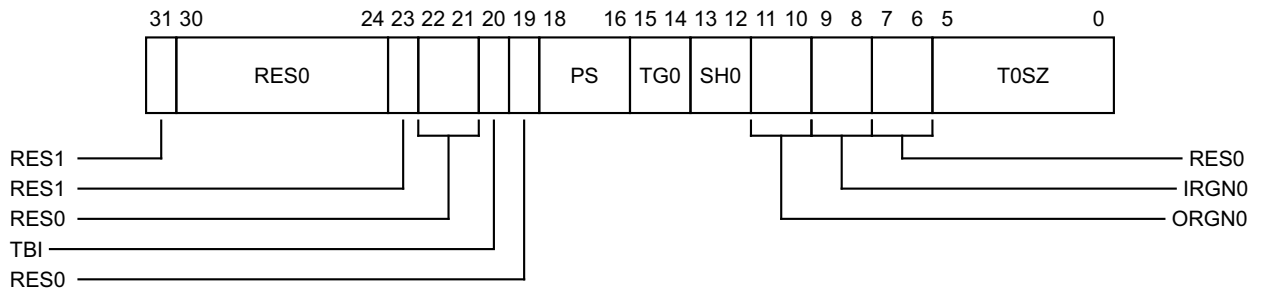 31 30 24 23 22 21 20 19 18 16 15 14 13 12 11 10 9 8 7 6 5 0
RES0 PS TG0 SH0 T0SZ
RES1 RES0
RES1 IRGN0
RES0 ORGN0
TBI
RES0